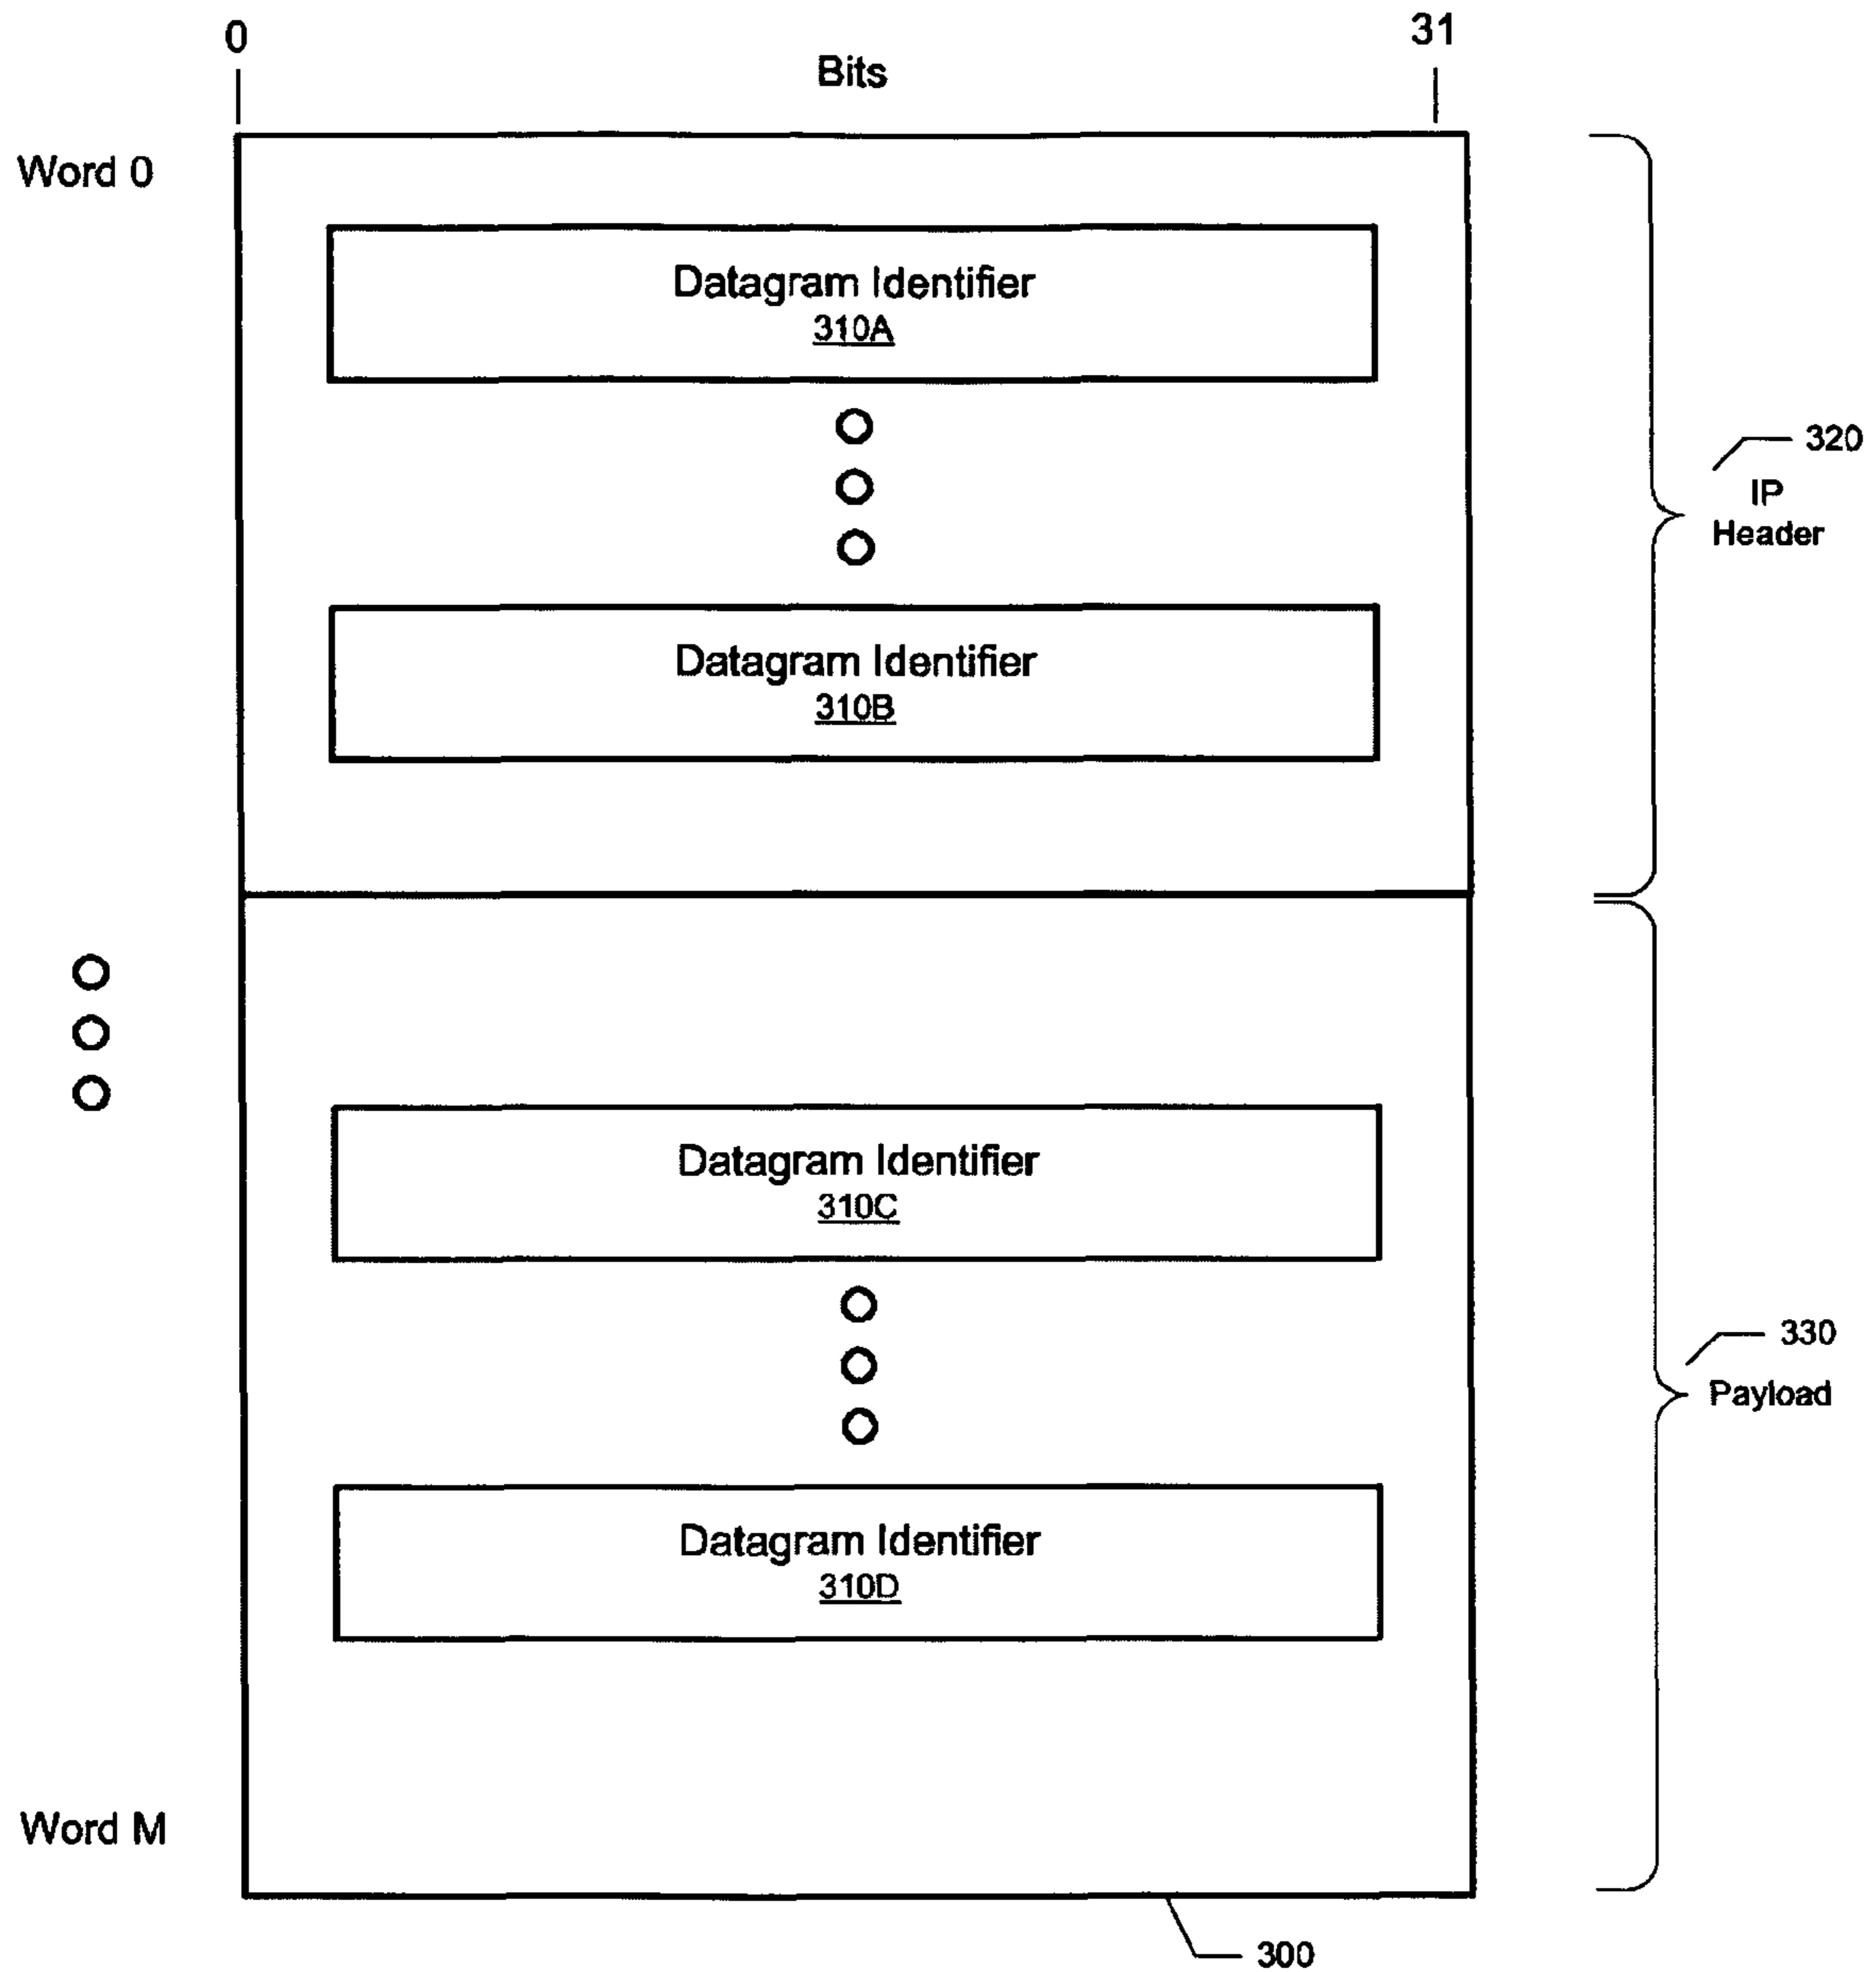 0
31
Bits
Word 0
Datagram Identifier
310A
320
IP
Header
Datagram Identifier
310B
Datagram Identifier
310C
330
Payload
Datagram Identifier
310D
Word M
300